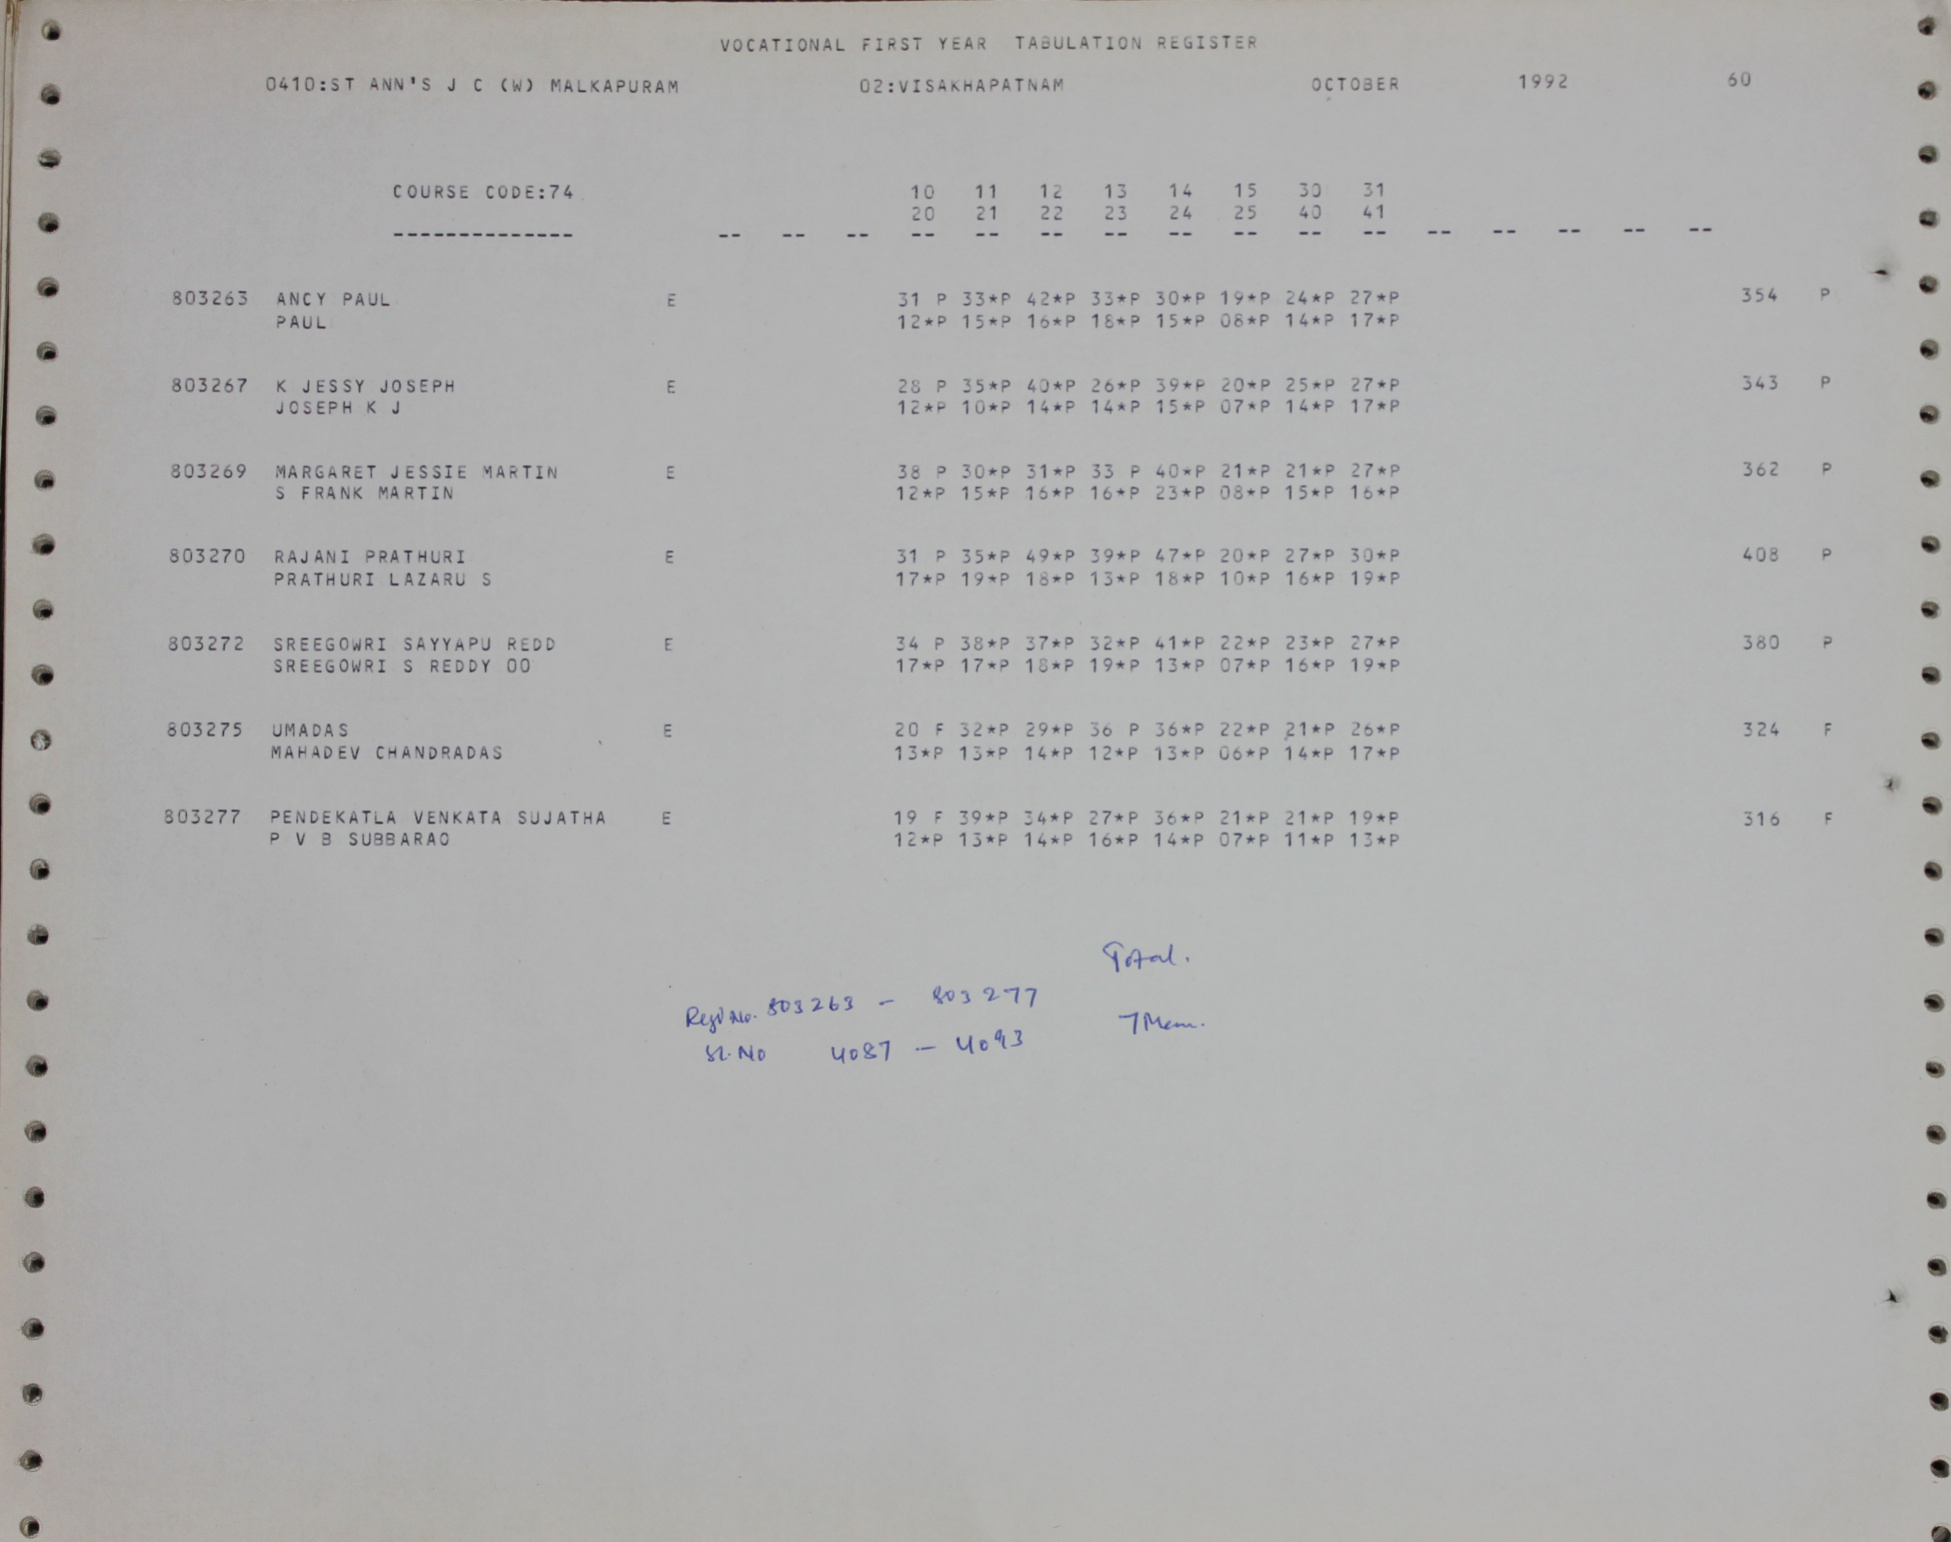 VOCATIONAL FIRST YEAR TABULATION REGISTER
0410:ST ANN'S J C (W) MALKAPURAM 02:VISAKHAPATNAM OCTOBER 1992 60
COURSE CODE:74 10 11 12 13 14 15 30 31
20 21 22 23 24 25 40 41
-------------- -- -- -- -- -- -- -- -- -- -- -- -- -- -- -- --
803263 ANCY PAUL E 31 P 33*P 42*P 33*P 30*P 19*P 24*P 27*P 354 P
PAUL 12*P 15*P 16*P 18*P 15*P 08*P 14*P 17*P
803267 K JESSY JOSEPH E 28 P 35*P 40*P 26*P 39*P 20*P 25*P 27*P 343 P
JOSEPH K J 12*P 10*P 14*P 14*P 15*P 07*P 14*P 17*P
803269 MARGARET JESSIE MARTIN E 38 P 30*P 31*P 33 P 40*P 21*P 21*P 27*P 362 P
S FRANK MARTIN 12*P 15*P 16*P 16*P 23*P 08*P 15*P 16*P
803270 RAJANI PRATHURI E 31 P 35*P 49*P 39*P 47*P 20*P 27*P 30*P 408 P
PRATHURI LAZARU S 17*P 19*P 18*P 13*P 18*P 10*P 16*P 19*P
803272 SREEGOWRI SAYYAPU REDD E 34 P 38*P 37*P 32*P 41*P 22*P 23*P 27*P 380 P
SREEGOWRI S REDDY OO 17*P 17*P 18*P 19*P 13*P 07*P 16*P 19*P
803275 UMADAS E 20 F 32*P 29*P 36 P 36*P 22*P 21*P 26*P 324 F
MAHADEV CHANDRADAS 13*P 13*P 14*P 12*P 13*P 06*P 14*P 17*P
803277 PENDEKATLA VENKATA SUJATHA E 19 F 39*P 34*P 27*P 36*P 21*P 21*P 19*P 316 F
P V B SUBBARAO 12*P 13*P 14*P 16*P 14*P 07*P 11*P 13*P
Total.
Regd No. 803263 - 803277
7 Mem.
Sl. No 4087 - 4093